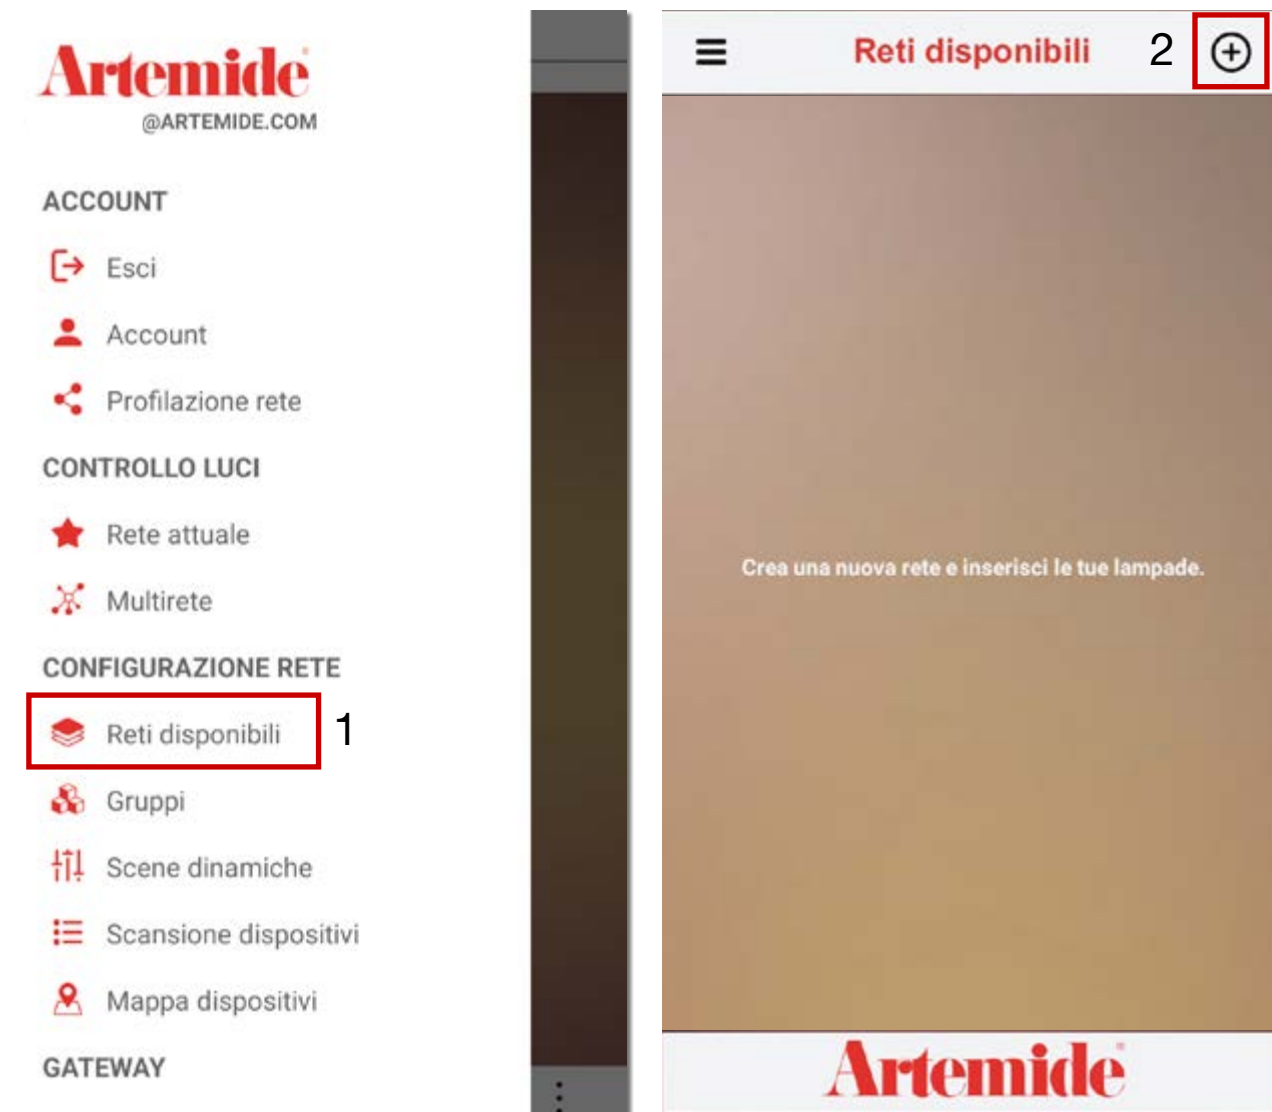 Artemide
@ARTEMIDE.COM
ACCOUNT
Esci
Account
Profilazione rete
CONTROLLO LUCI
Rete attuale
Multirete
CONFIGURAZIONE RETE
Reti disponibili 1
Gruppi
Scene dinamiche
Scansione dispositivi
Mappa dispositivi
GATEWAY
Reti disponibili 2
Crea una nuova rete e inserisci le tue lampade.
Artemide®